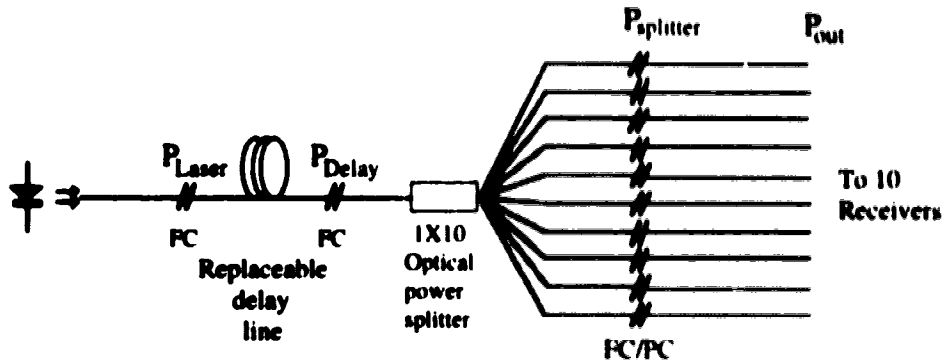 P_splitter
P_out
P_Laser
P_Delay
To 10
Receivers
FC
FC
1X10
Optical
power
splitter
Replaceable
delay
line
FC/PC